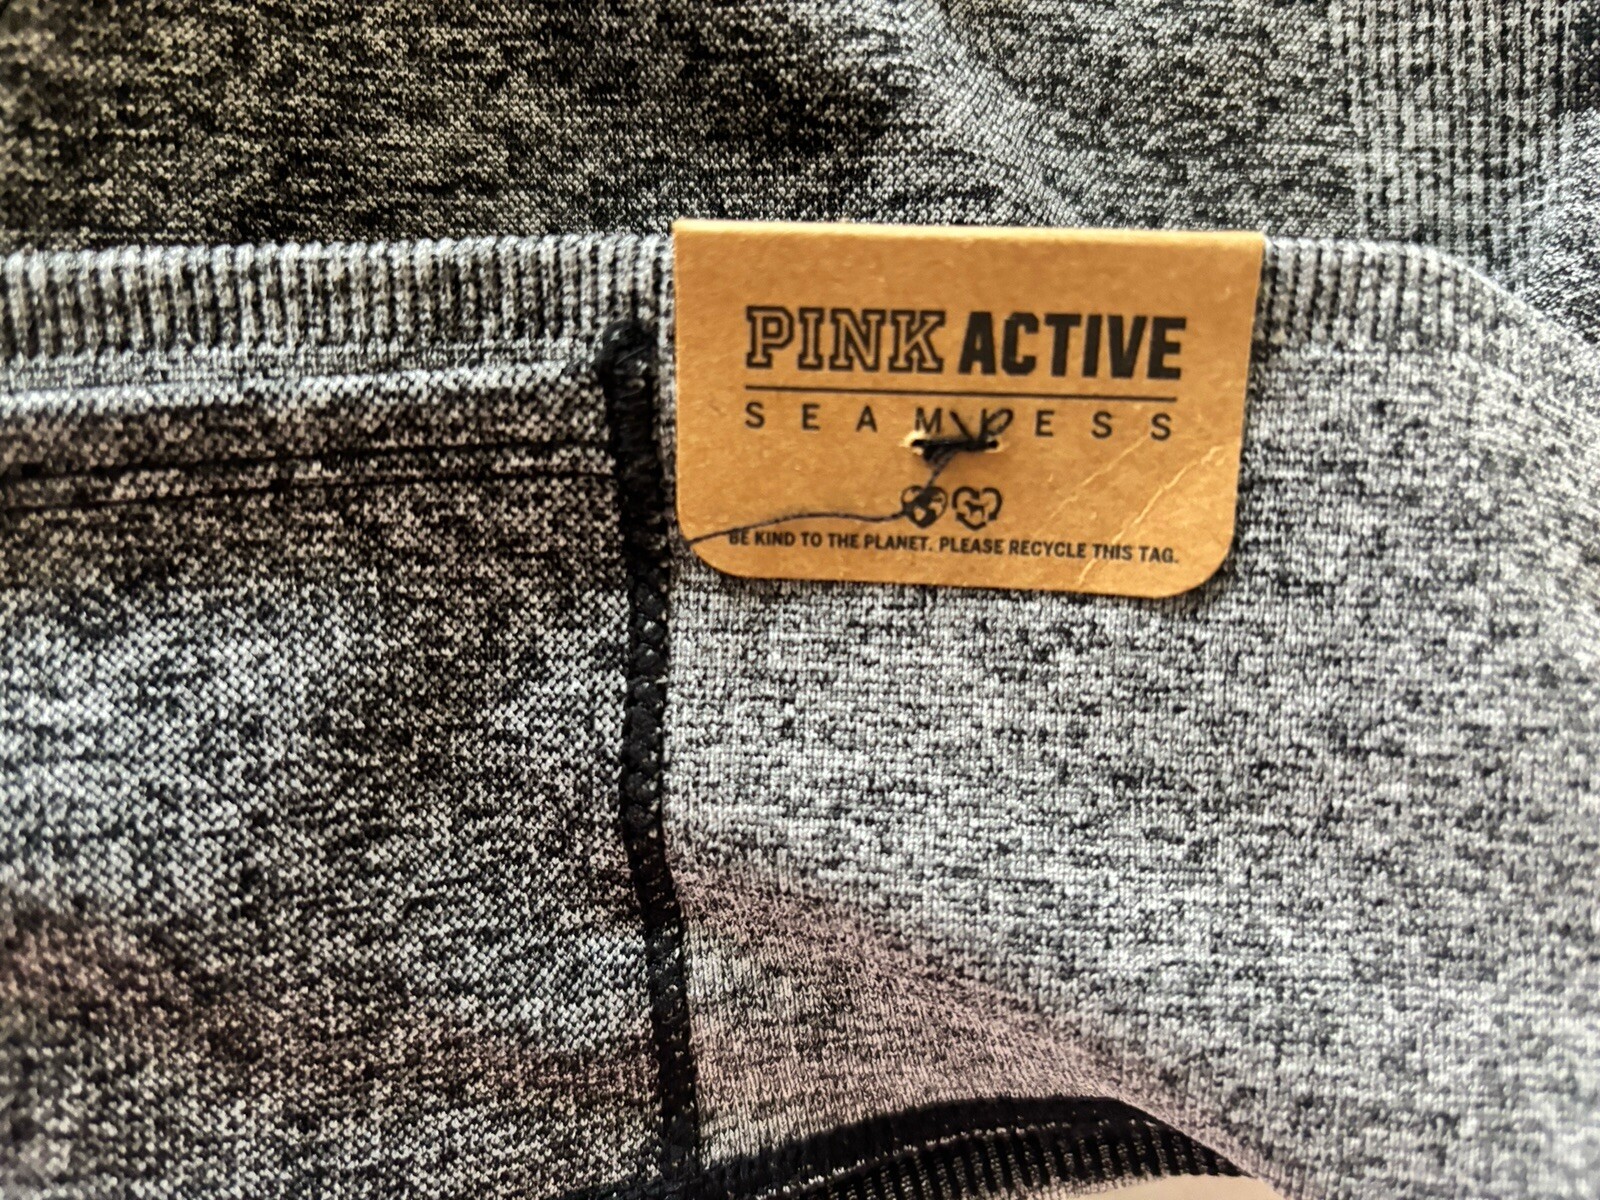 PINK ACTIVE
SEAMLESS
BE KIND TO THE PLANET. PLEASE RECYCLE THIS TAG.